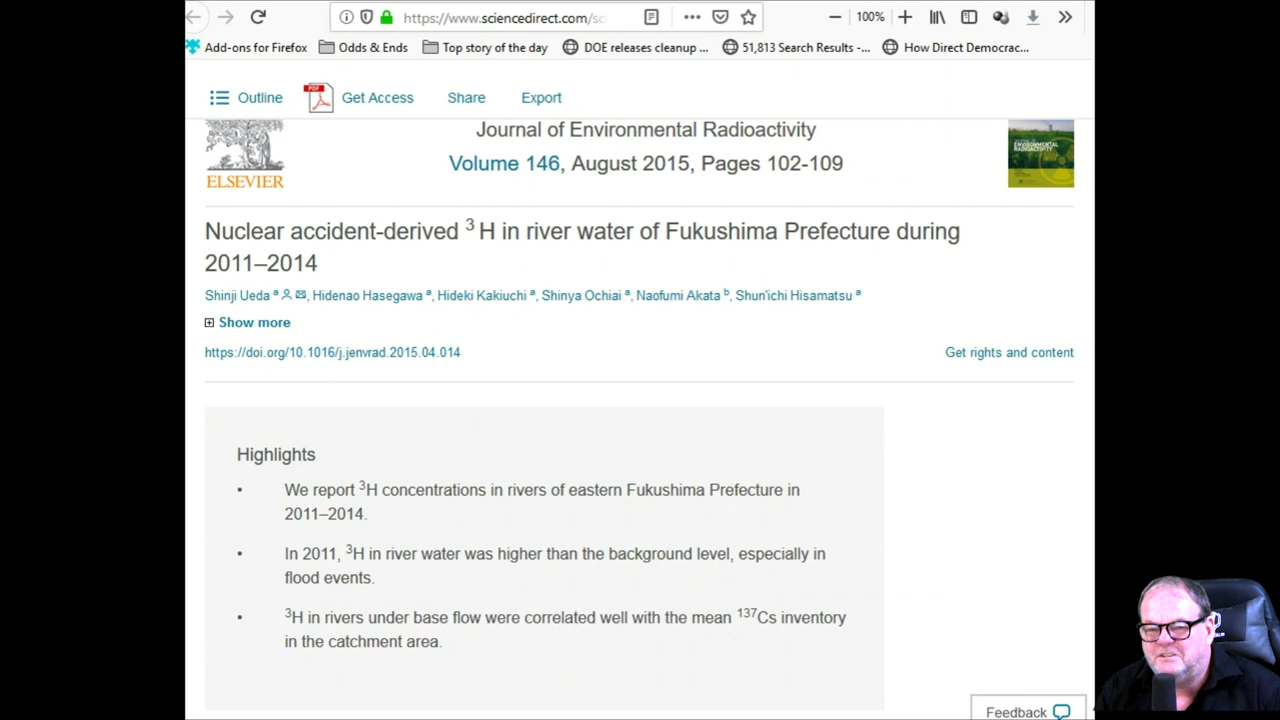 https://www.sciencedirect.com/sc
100%
Add-ons for Firefox
Odds & Ends
Top story of the day
DOE releases cleanup ...
51,813 Search Results -...
How Direct Democrac...
Outline
PDF
Get Access
Share
Export
Journal of Environmental Radioactivity
Volume 146, August 2015, Pages 102-109
ELSEVIER
ENVIRONMENTAL
RADIOACTIVITY
Nuclear accident-derived ³H in river water of Fukushima Prefecture during
2011–2014
Shinji Ueda ᵃ, Hidenao Hasegawa ᵃ, Hideki Kakiuchi ᵃ, Shinya Ochiai ᵃ, Naofumi Akata ᵇ, Shun'ichi Hisamatsu ᵃ
Show more
https://doi.org/10.1016/j.jenvrad.2015.04.014
Get rights and content
Highlights
• We report ³H concentrations in rivers of eastern Fukushima Prefecture in
2011–2014.
• In 2011, ³H in river water was higher than the background level, especially in
flood events.
• ³H in rivers under base flow were correlated well with the mean ¹³⁷Cs inventory
in the catchment area.
Feedback